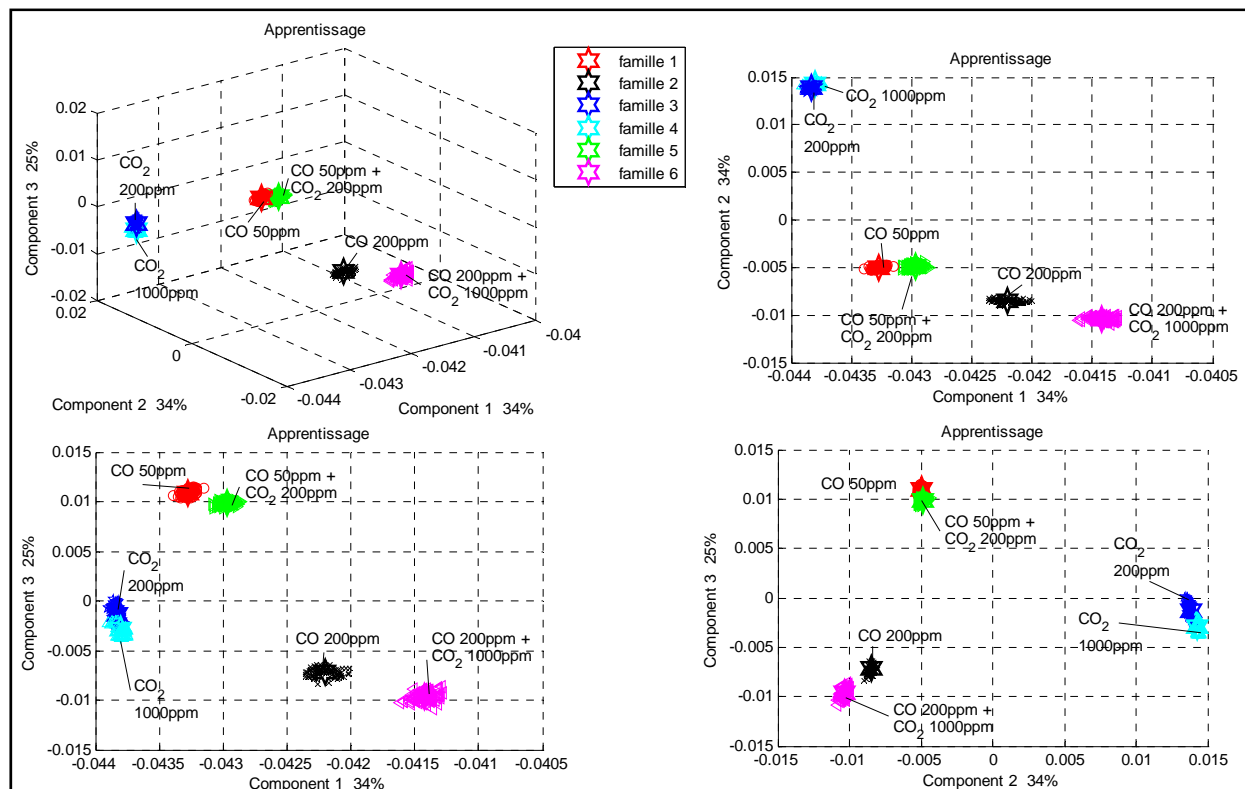 Apprentissage
0.02
0.01
0
-0.01
-0.02
Component 3  25%
0.02
0
-0.02
Component 2  34%
-0.044
-0.043
-0.042
-0.041
-0.04
Component 1  34%
CO2
200ppm
CO2
1000ppm
CO 50ppm +
CO2 200ppm
CO 50ppm
CO 200ppm
CO 200ppm +
CO2 1000ppm
famille 1
famille 2
famille 3
famille 4
famille 5
famille 6
Apprentissage
0.015
0.01
0.005
0
-0.005
-0.01
-0.015
Component 2  34%
CO2 1000ppm
CO2
200ppm
CO 50ppm
CO 50ppm +
CO2 200ppm
CO 200ppm
CO 200ppm +
CO2 1000ppm
-0.044 -0.0435 -0.043 -0.0425 -0.042 -0.0415 -0.041 -0.0405
Component 1  34%
Apprentissage
0.015
0.01
0.005
0
-0.005
-0.01
-0.015
Component 3  25%
CO 50ppm
CO 50ppm +
CO2 200ppm
CO2
200ppm
CO2
1000ppm
CO 200ppm
CO 200ppm +
CO2 1000ppm
-0.044 -0.0435 -0.043 -0.0425 -0.042 -0.0415 -0.041 -0.0405
Component 1  34%
Apprentissage
0.015
0.01
0.005
0
-0.005
-0.01
-0.015
Component 3  25%
CO 50ppm
CO 50ppm +
CO2 200ppm
CO2
200ppm
CO2
1000ppm
CO 200ppm
CO 200ppm +
CO2 1000ppm
-0.015 -0.01 -0.005 0 0.005 0.01 0.015
Component 2  34%